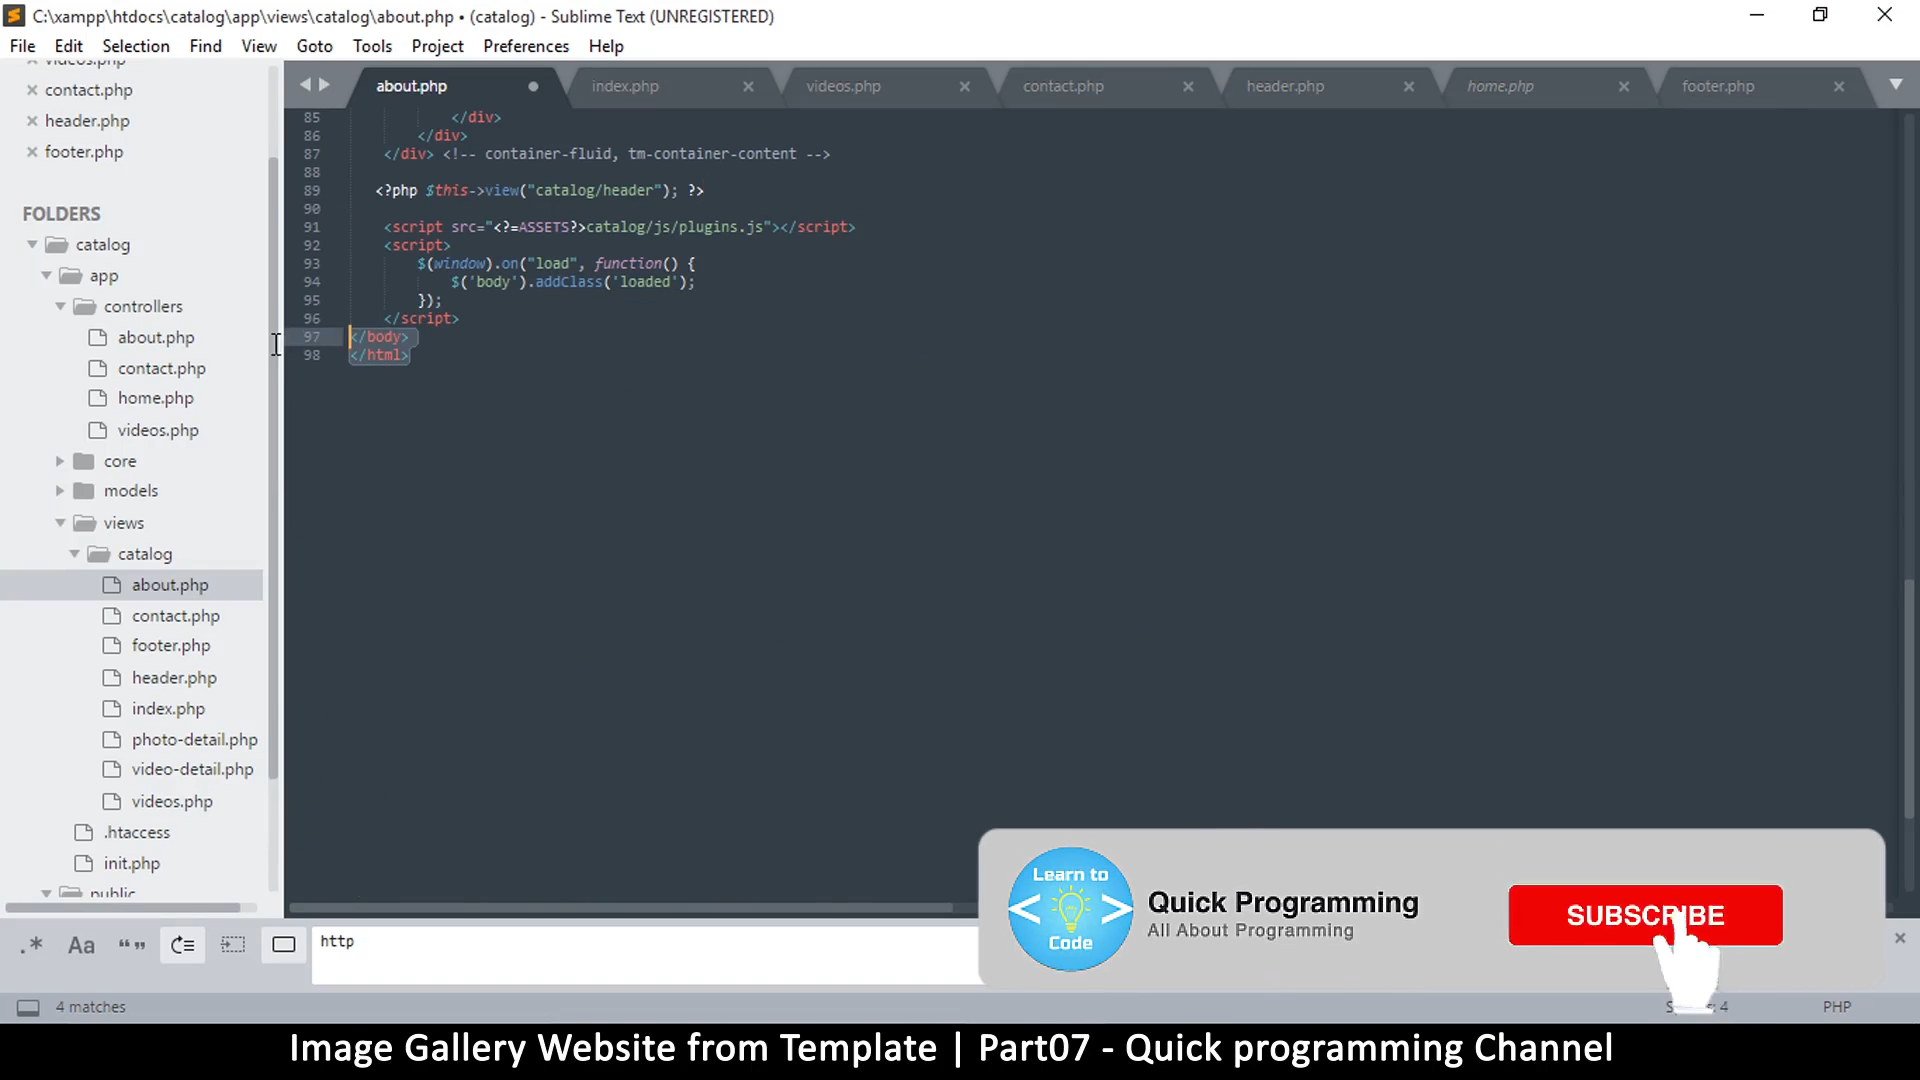 C:\xampp\htdocs\catalog\app\views\catalog\about.php • (catalog) - Sublime Text (UNREGISTERED)
File Edit Selection Find View Goto Tools Project Preferences Help
videos.php
contact.php
header.php
footer.php
FOLDERS
catalog
app
controllers
about.php
contact.php
home.php
videos.php
core
models
views
catalog
about.php
contact.php
footer.php
header.php
index.php
photo-detail.php
video-detail.php
videos.php
.htaccess
init.php
public
about.php index.php videos.php contact.php header.php home.php footer.php
85 </div>
86 </div>
87 </div> <!-- container-fluid, tm-container-content -->
88
89 <?php $this->view("catalog/header"); ?>
90
91 <script src="<?=ASSETS?>catalog/js/plugins.js"></script>
92 <script>
93 $(window).on("load", function() {
94 $('body').addClass('loaded');
95 });
96 </script>
97 </body>
98 </html>
.* Aa “ ” http
4 matches
4 PHP
Learn to
< >
Code
Quick Programming
All About Programming
SUBSCRIBE
Image Gallery Website from Template | Part07 - Quick programming Channel